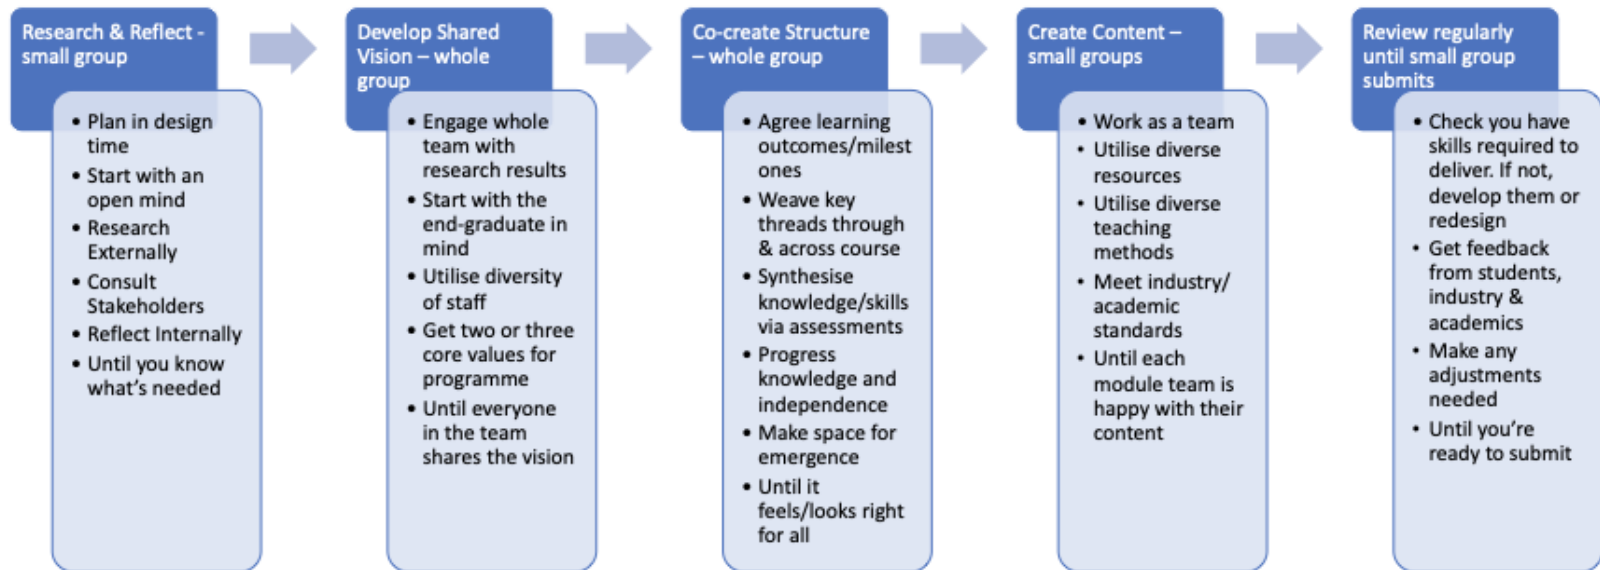 Research & Reflect -
small group
• Plan in design
time
• Start with an
open mind
• Research
Externally
• Consult
Stakeholders
• Reflect Internally
• Until you know
what's needed
Develop Shared
Vision – whole
group
• Engage whole
team with
research results
• Start with the
end-graduate in
mind
• Utilise diversity
of staff
• Get two or three
core values for
programme
• Until everyone
in the team
shares the vision
Co-create Structure
– whole group
• Agree learning
outcomes/milest
ones
• Weave key
threads through
& across course
• Synthesise
knowledge/skills
via assessments
• Progress
knowledge and
independence
• Make space for
emergence
• Until it
feels/looks right
for all
Create Content –
small groups
• Work as a team
• Utilise diverse
resources
• Utilise diverse
teaching
methods
• Meet industry/
academic
standards
• Until each
module team is
happy with their
content
Review regularly
until small group
submits
• Check you have
skills required to
deliver. If not,
develop them or
redesign
• Get feedback
from students,
industry &
academics
• Make any
adjustments
needed
• Until you're
ready to submit